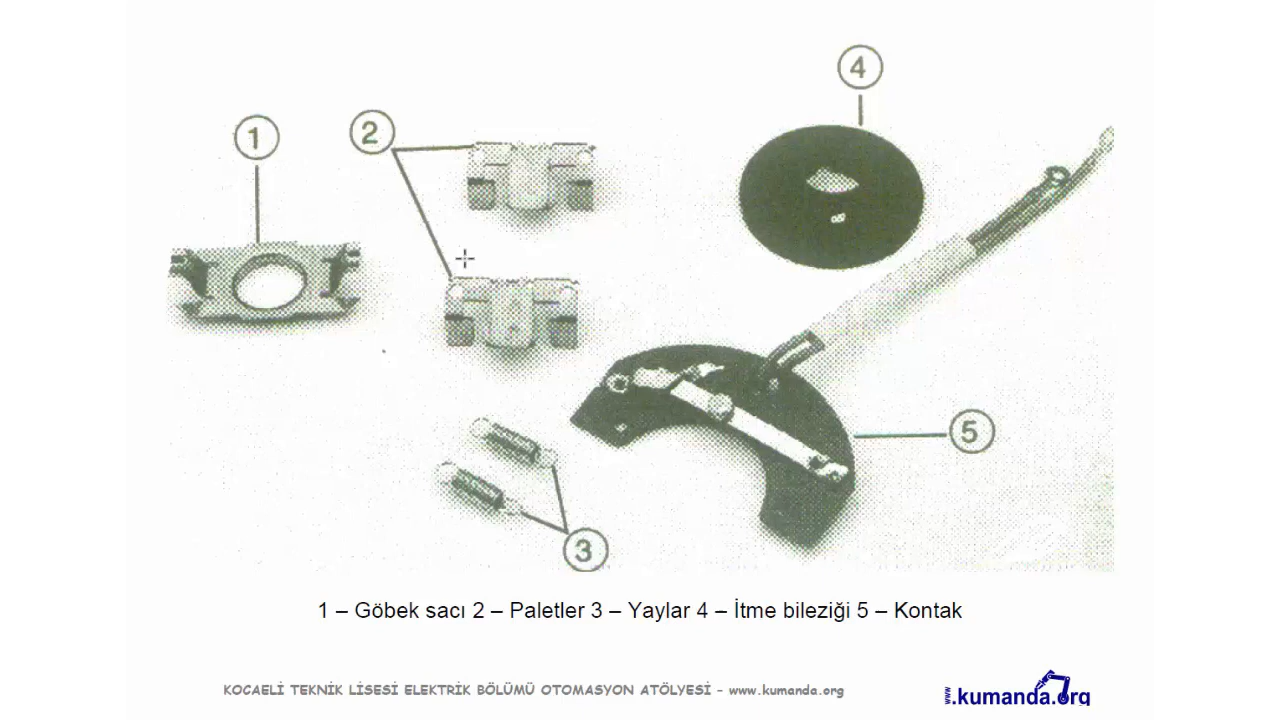 4
1
2
5
3
1 – Göbek sacı 2 – Paletler 3 – Yaylar 4 – İtme bileziği 5 – Kontak
KOCAELİ TEKNİK LİSESİ ELEKTRİK BÖLÜMÜ OTOMASYON ATÖLYESİ - www.kumanda.org
www.kumanda.org